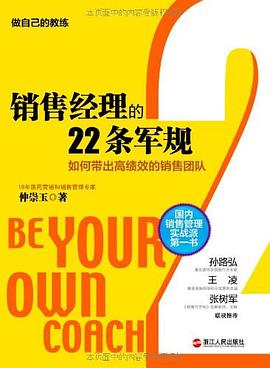 做自己的教练
销售经理的
22条军规
如何带出高绩效的销售团队
18年医药营销和销售管理专家
仲崇玉★著
国内
销售管理
实战派
第一书
BE YOUR
OWN
COACH
孙路弘
王 凌
张树军
联袂推荐
浙江人民出版社